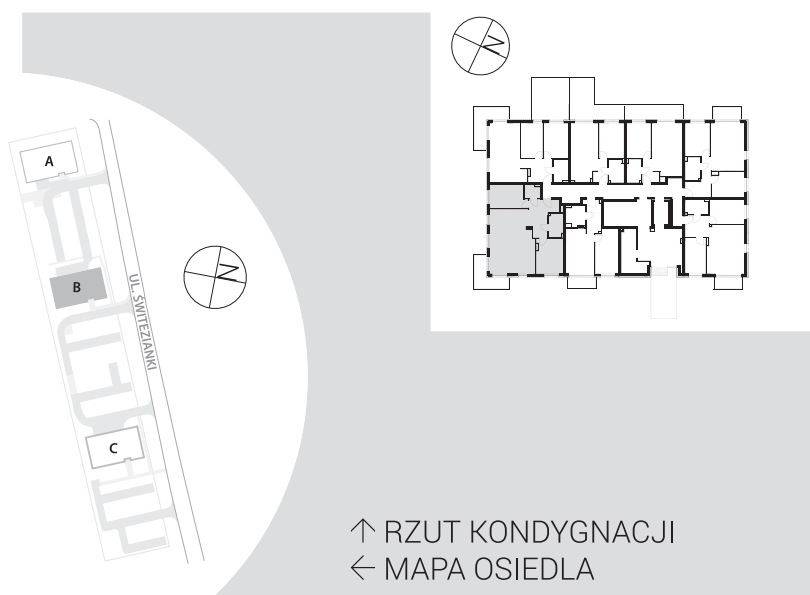 N
A
B
N
UL. ŚWITEZIANKI
C
↑ RZUT KONDYGNACJI
← MAPA OSIEDLA